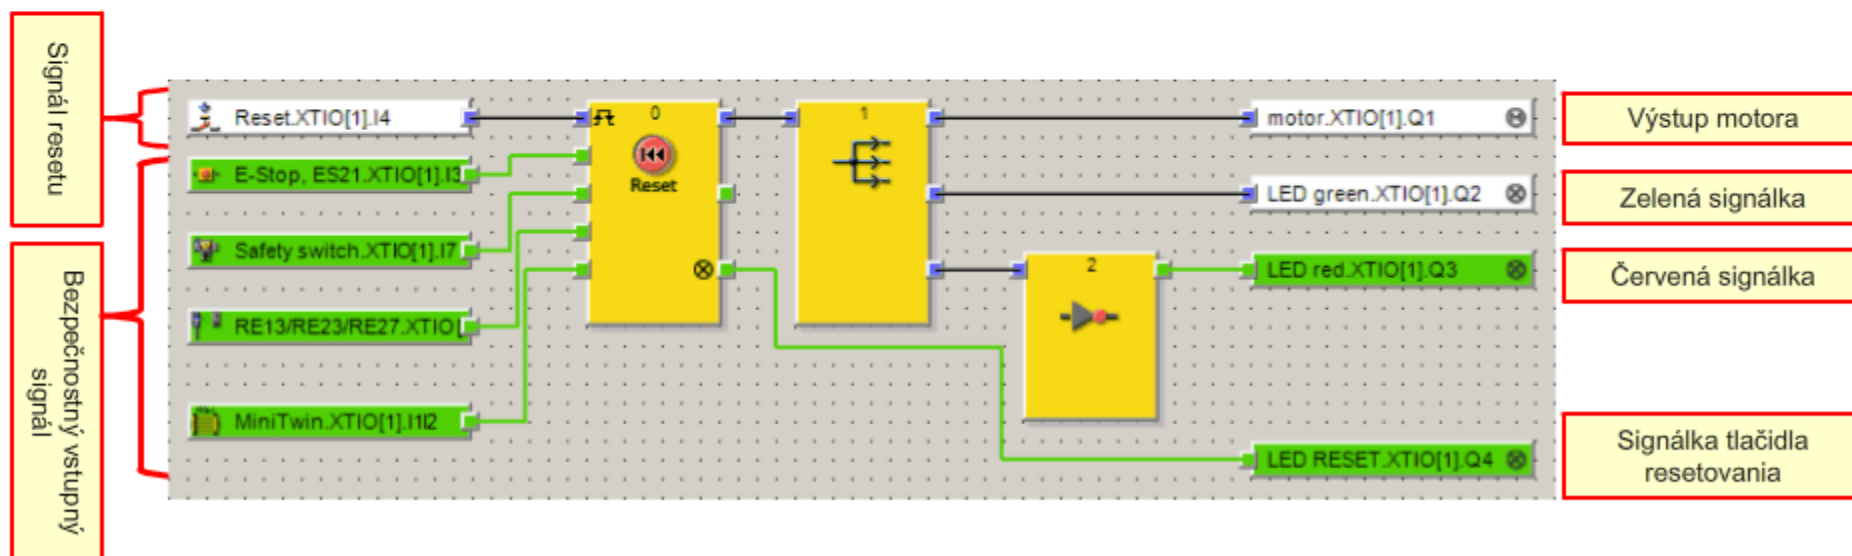 Signál resetu
Bezpečnostný vstupný
signál
Reset.XTIO[1].I4
E-Stop, ES21.XTIO[1].I3
Safety switch.XTIO[1].I7
RE13/RE23/RE27.XTIO[
MiniTwin.XTIO[1].I1I2
0
Reset
1
2
motor.XTIO[1].Q1
LED green.XTIO[1].Q2
LED red.XTIO[1].Q3
LED RESET.XTIO[1].Q4
Výstup motora
Zelená signálka
Červená signálka
Signálka tlačidla
resetovania